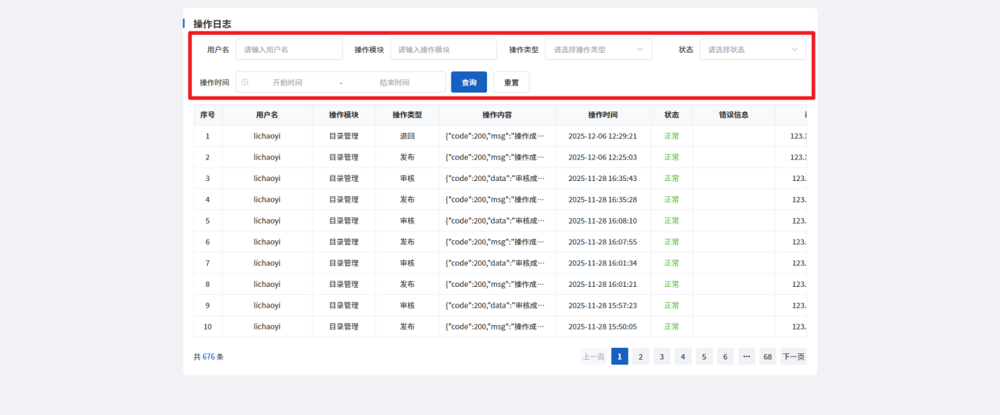 操作日志
用户名 请输入用户名 操作模块 请输入操作模块 操作类型 请选择操作类型 状态 请选择状态
操作时间 开始时间 - 结束时间 查询 重置
序号 用户名 操作模块 操作类型 操作内容 操作时间 状态 错误信息
1 lichaoyi 目录管理 退回 {"code":200,"msg":"操作成··· 2025-12-06 12:29:21 正常 123.1
2 lichaoyi 目录管理 发布 {"code":200,"msg":"操作成··· 2025-12-06 12:25:03 正常 123.1
3 lichaoyi 目录管理 审核 {"code":200,"data":"审核成··· 2025-11-28 16:35:43 正常 123.
4 lichaoyi 目录管理 发布 {"code":200,"msg":"操作成··· 2025-11-28 16:35:28 正常 123.
5 lichaoyi 目录管理 审核 {"code":200,"data":"审核成··· 2025-11-28 16:08:10 正常 123.
6 lichaoyi 目录管理 发布 {"code":200,"msg":"操作成··· 2025-11-28 16:07:55 正常 123.
7 lichaoyi 目录管理 审核 {"code":200,"data":"审核成··· 2025-11-28 16:01:34 正常 123.
8 lichaoyi 目录管理 发布 {"code":200,"msg":"操作成··· 2025-11-28 16:01:21 正常 123.
9 lichaoyi 目录管理 审核 {"code":200,"data":"审核成··· 2025-11-28 15:57:23 正常 123.
10 lichaoyi 目录管理 发布 {"code":200,"msg":"操作成··· 2025-11-28 15:50:05 正常 123.
共 676 条 上一页 1 2 3 4 5 6 ··· 68 下一页